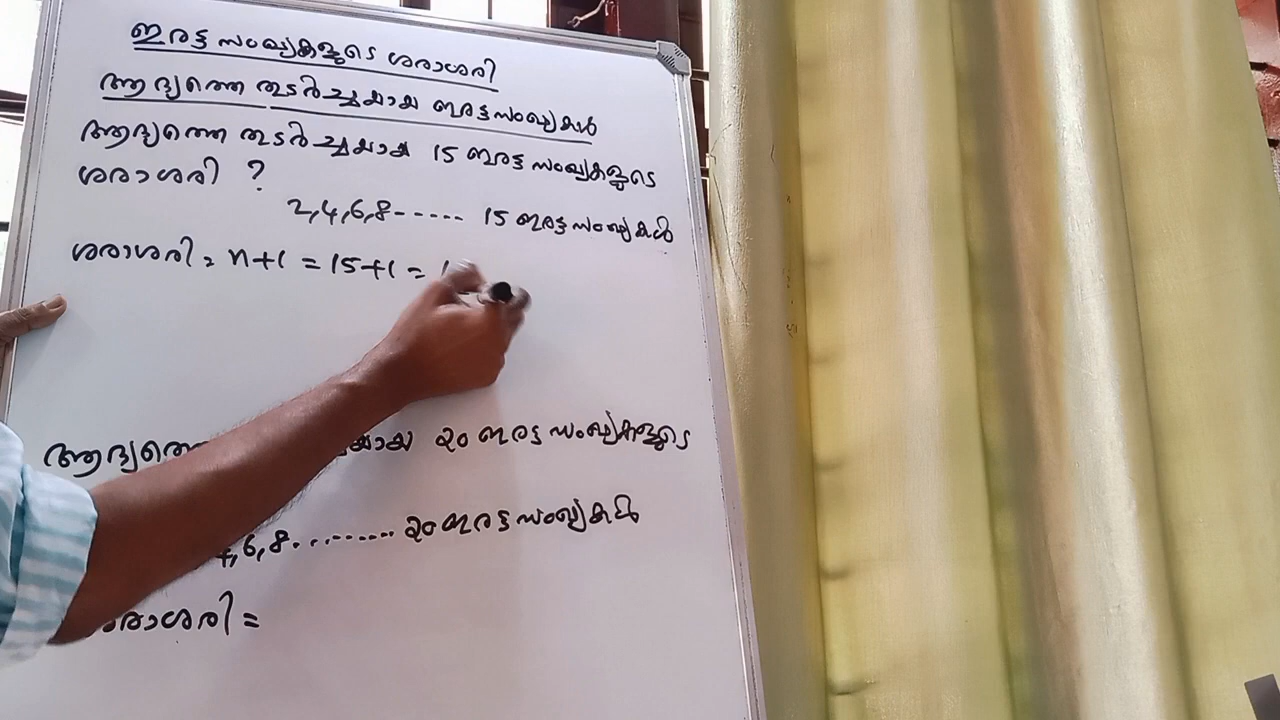 ഇരട്ട സംഖ്യകളുടെ ശരാശരി
ആദ്യത്തെ തുടർച്ചയായ ഇരട്ടസംഖ്യകൾ
ആദ്യത്തെ തുടർച്ചയായ 15 ഇരട്ട സംഖ്യകളുടെ
ശരാശരി ?
2,4,6,8----- 15 ഇരട്ടസംഖ്യകൾ
ശരാശരി = n+1 = 15+1 = 1
ആദ്യത്തെ 20 ഇരട്ട സംഖ്യകളുടെ
4,6,8.......... 20 ഇരട്ട സംഖ്യകൾ
ശരാശരി =